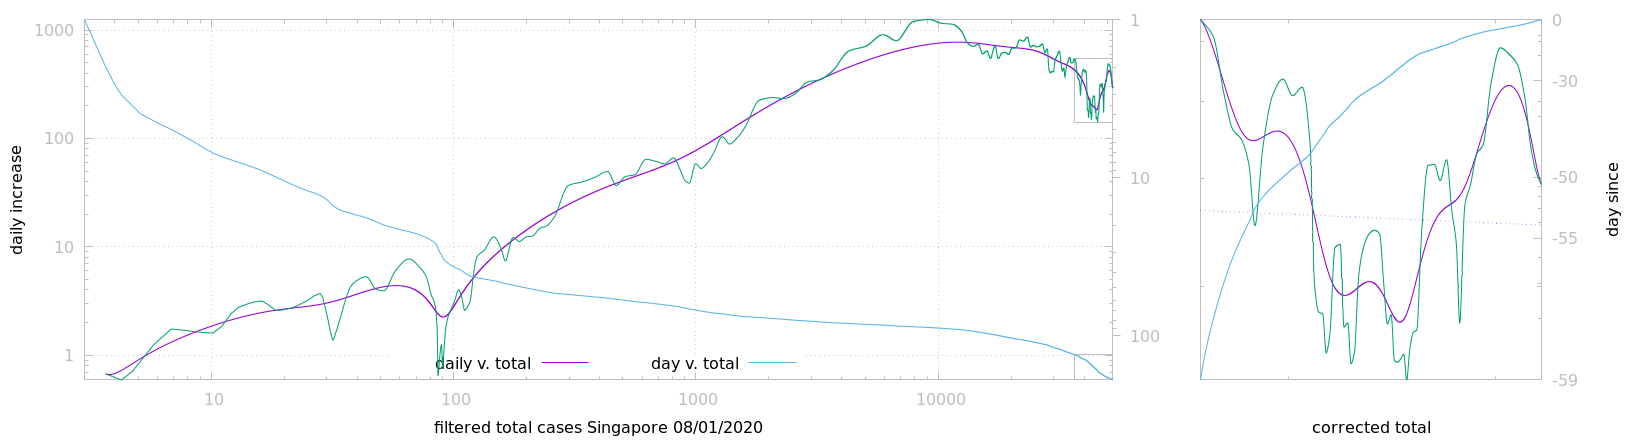 1000
100
10
1
daily increase
10
100
1000
10000
1
10
100
daily v. total
day v. total
filtered total cases Singapore 08/01/2020
0
-30
-50
-55
-59
day since
corrected total